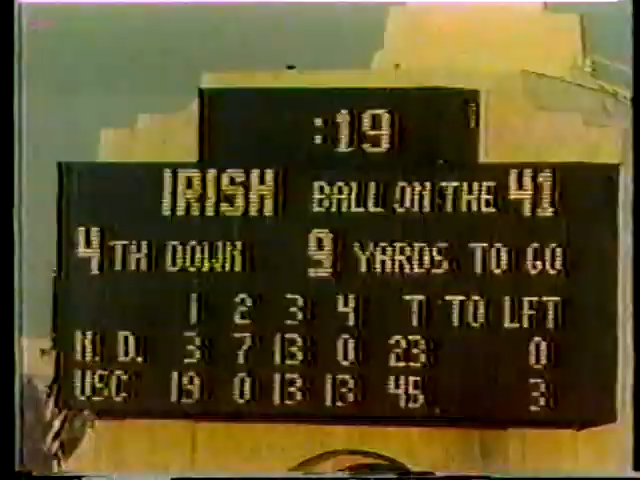 :19
IRISH BALL ON THE 41
4TH DOWN 9 YARDS TO GO
1 2 3 4 T TO LFT
N. D. 3 7 13 0 23 0
USC 19 0 13 13 45 3